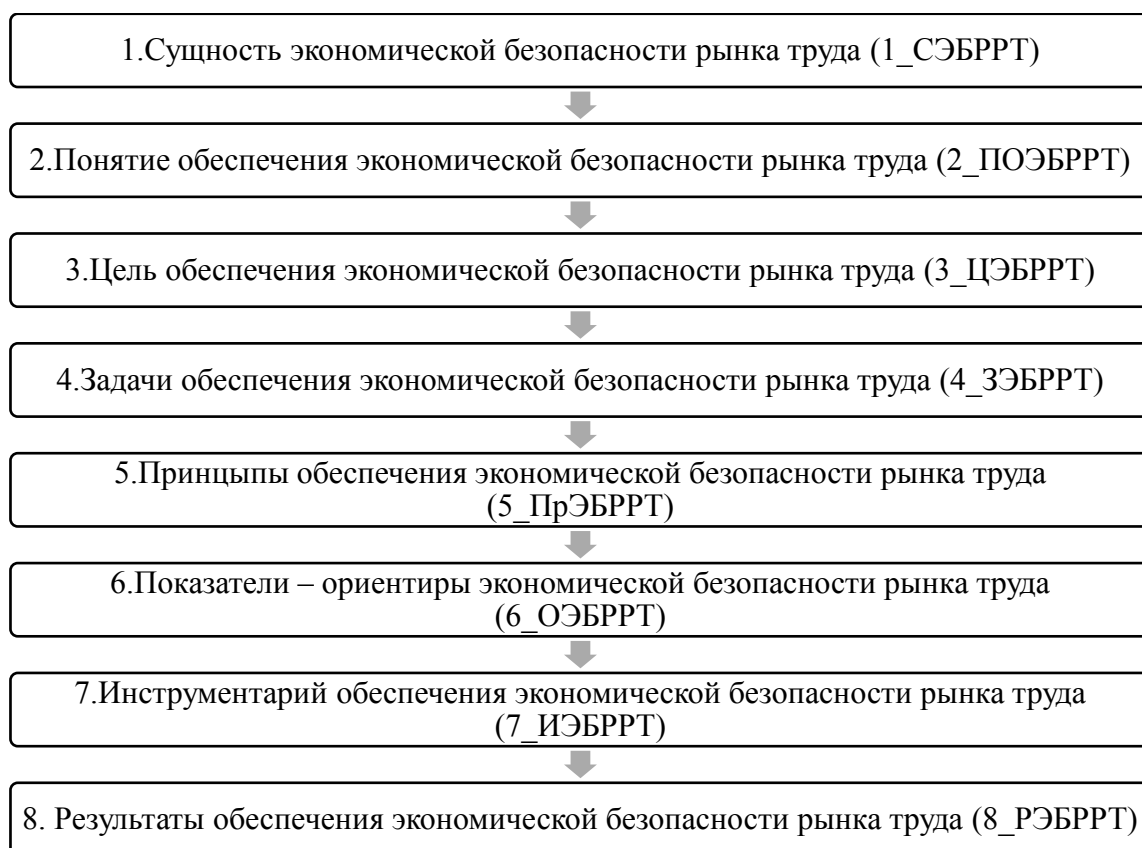 1.Сущность экономической безопасности рынка труда (1_СЭБРРТ)
2.Понятие обеспечения экономической безопасности рынка труда (2_ПОЭБРРТ)
3.Цель обеспечения экономической безопасности рынка труда (3_ЦЭБРРТ)
4.Задачи обеспечения экономической безопасности рынка труда (4_ЗЭБРРТ)
5.Принцыпы обеспечения экономической безопасности рынка труда
(5_ПрЭБРРТ)
6.Показатели – ориентиры экономической безопасности рынка труда
(6_ОЭБРРТ)
7.Инструментарий обеспечения экономической безопасности рынка труда
(7_ИЭБРРТ)
8. Результаты обеспечения экономической безопасности рынка труда (8_РЭБРРТ)